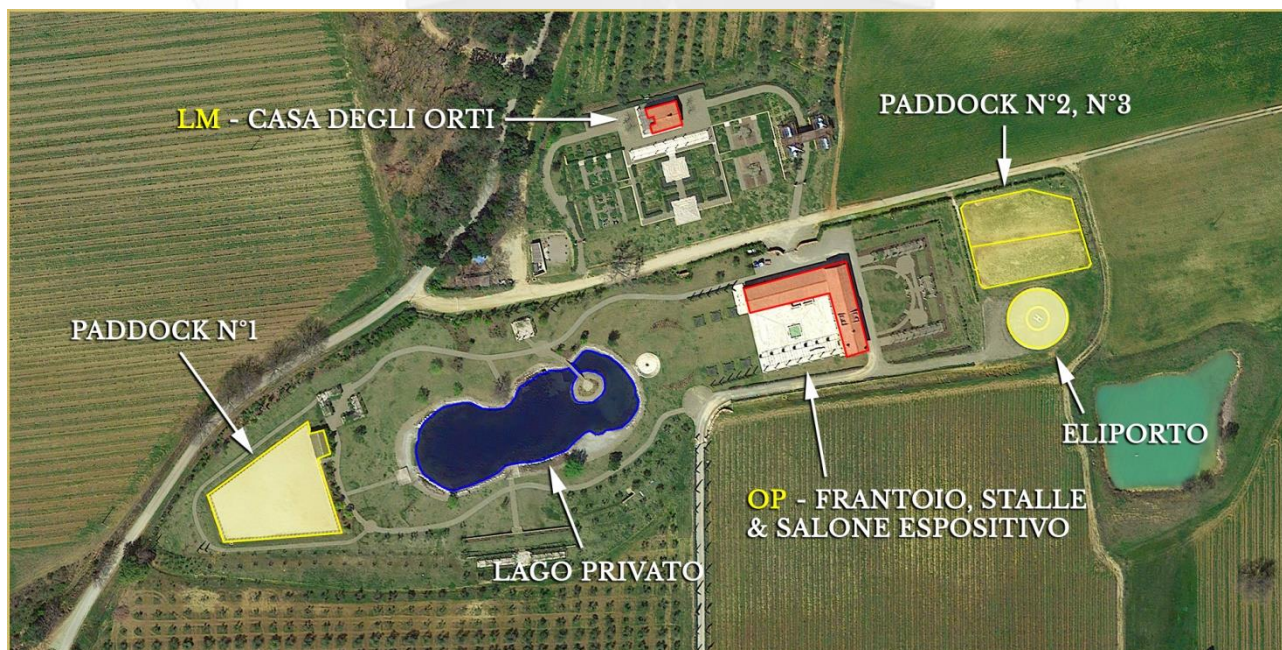 LM - CASA DEGLI ORTI
PADDOCK N°2, N°3
PADDOCK N°1
ELIPORTO
OP - FRANTOIO, STALLE
& SALONE ESPOSITIVO
LAGO PRIVATO
H